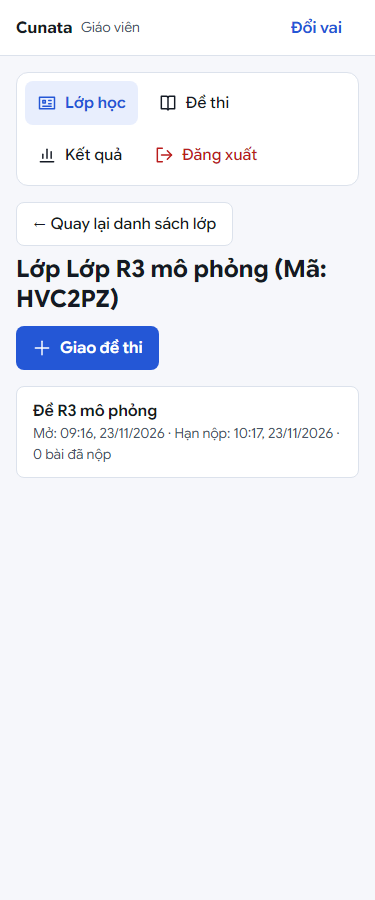 Cunata Giáo viên Đổi vai
Lớp học Đề thi
Kết quả Đăng xuất
← Quay lại danh sách lớp
Lớp Lớp R3 mô phỏng (Mã:
HVC2PZ)
Giao đề thi
Đề R3 mô phỏng
Mở: 09:16, 23/11/2026 · Hạn nộp: 10:17, 23/11/2026 ·
0 bài đã nộp